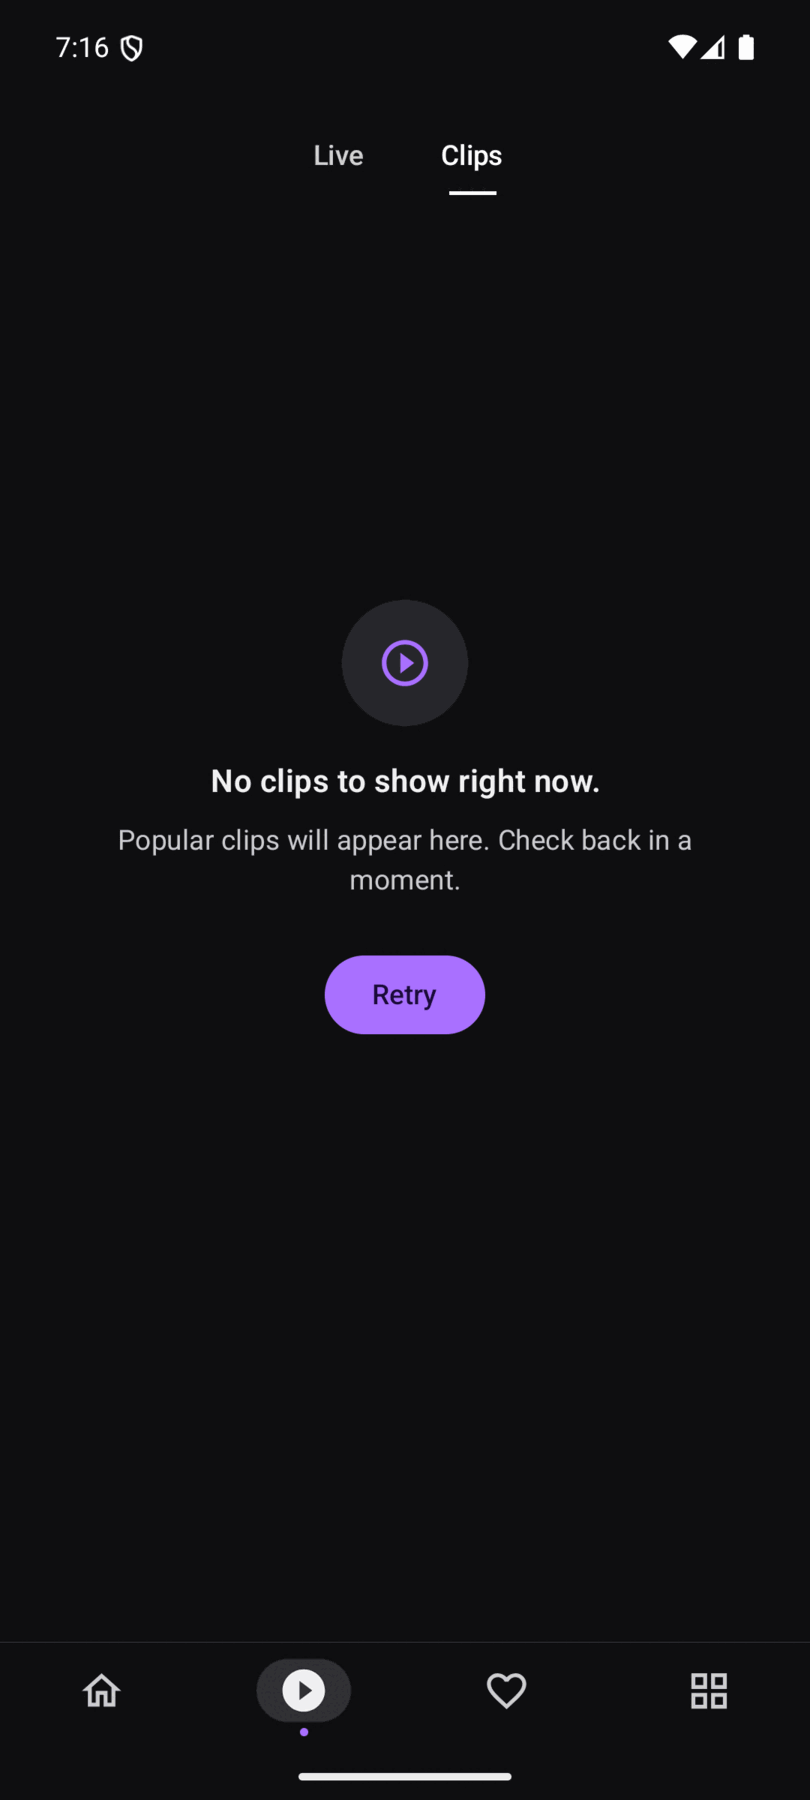 7:16
Live Clips
No clips to show right now.
Popular clips will appear here. Check back in a
moment.
Retry